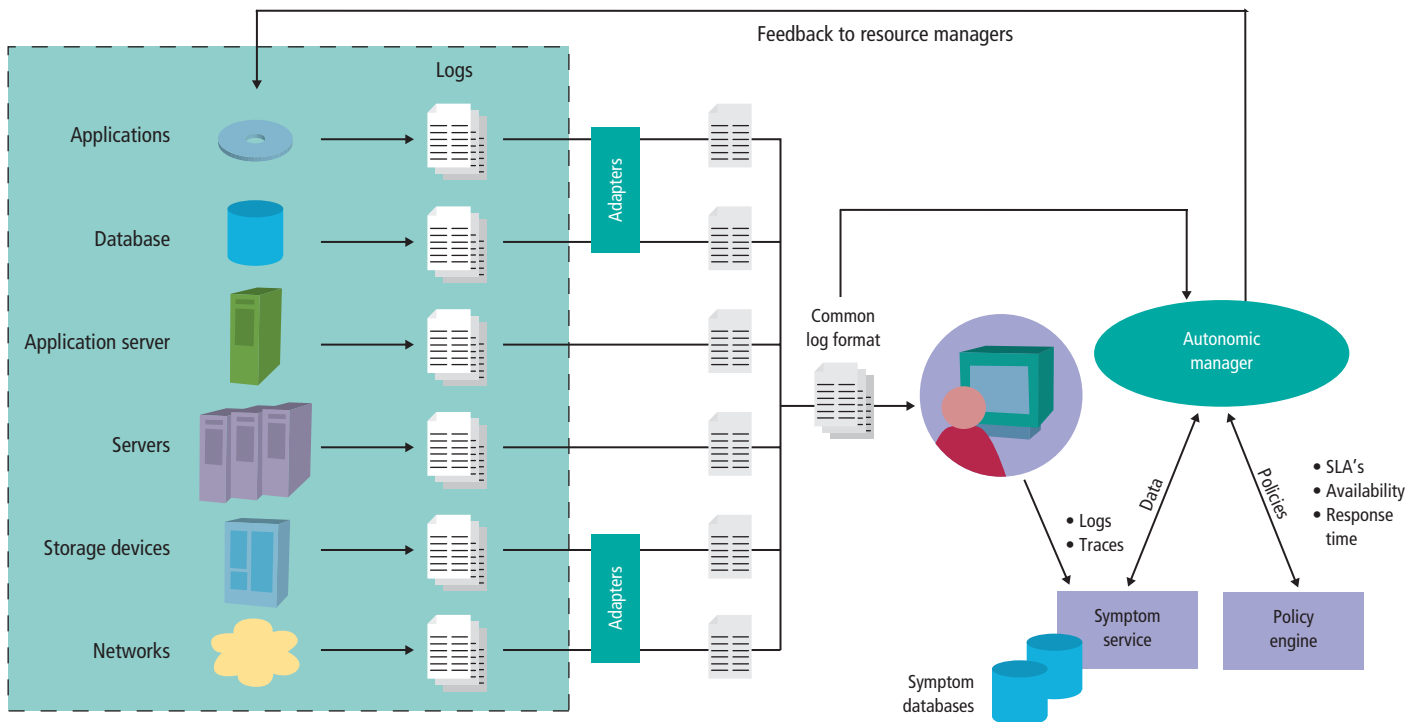 Feedback to resource managers
Logs
Applications
Adapters
Database
Application server
Servers
Storage devices
Adapters
Networks
Common
log format
Autonomic
manager
• Logs
• Traces
Data
Policies
• SLA's
• Availability
• Response
time
Symptom
service
Policy
engine
Symptom
databases